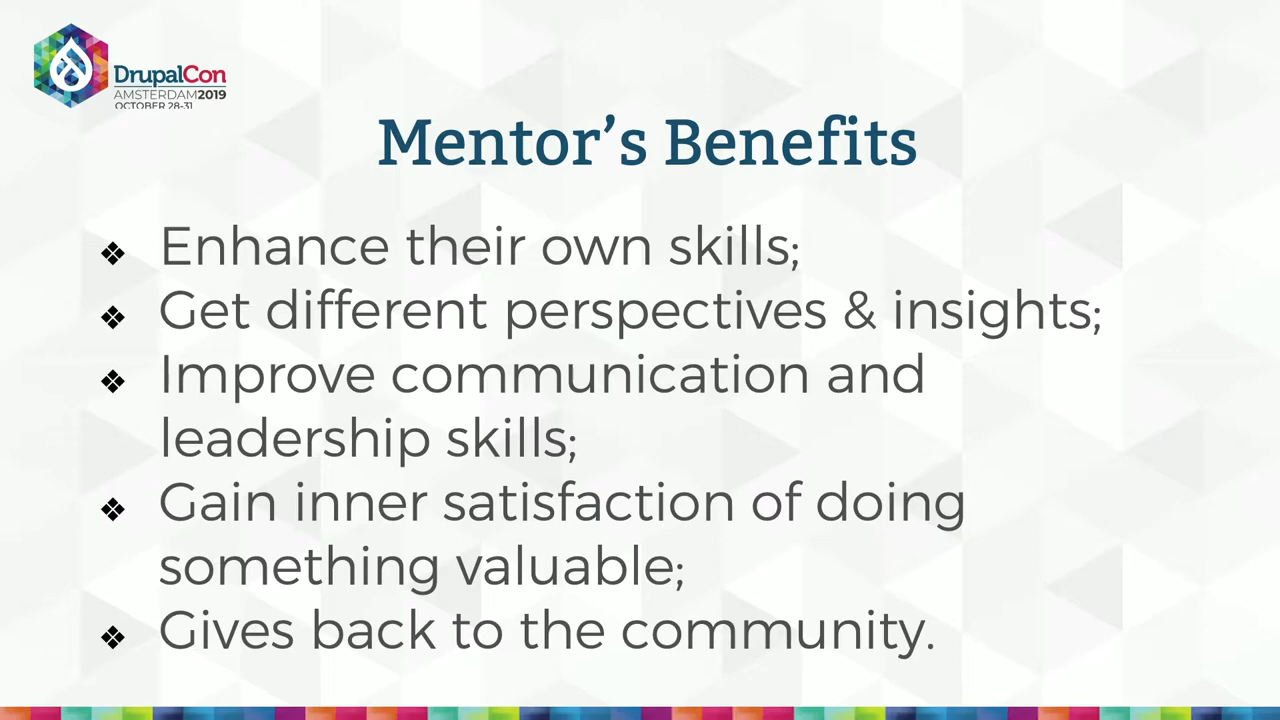 DrupalCon
AMSTERDAM2019
OCTOBER 28-31
Mentor’s Benefits
❖ Enhance their own skills;
❖ Get different perspectives & insights;
❖ Improve communication and
leadership skills;
❖ Gain inner satisfaction of doing
something valuable;
❖ Gives back to the community.